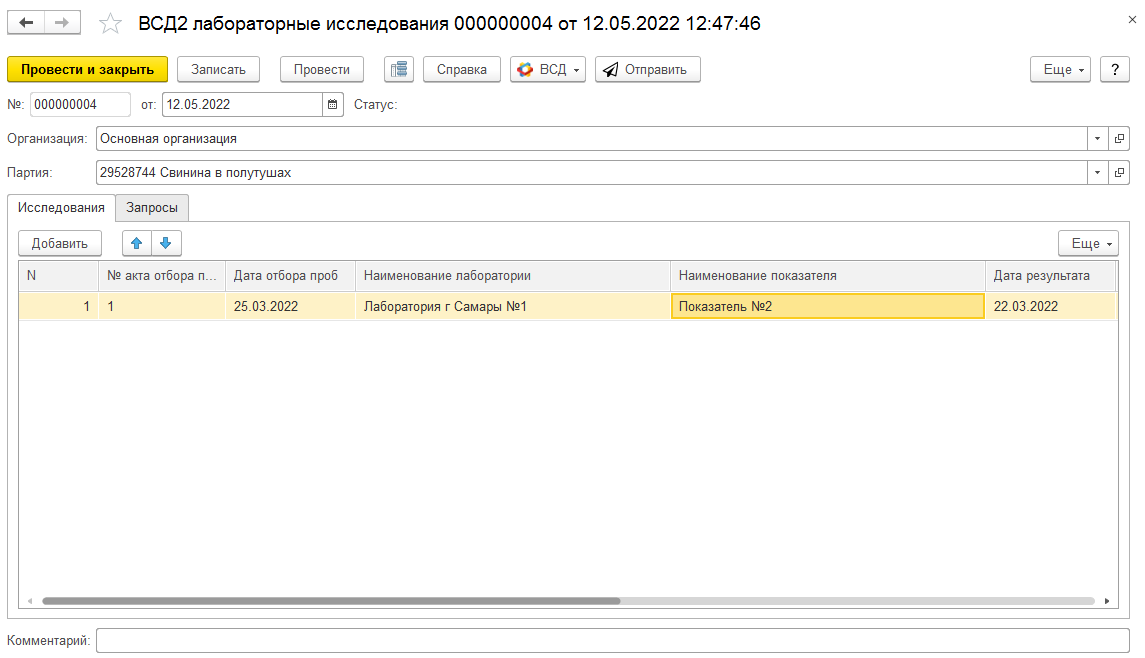 ВСД2 лабораторные исследования 000000004 от 12.05.2022 12:47:46
Провести и закрыть Записать Провести Справка ВСД Отправить Еще ?
№: 000000004 от: 12.05.2022 Статус:
Организация: Основная организация
Партия: 29528744 Свинина в полутушах
Исследования Запросы
Добавить Еще
N № акта отбора п... Дата отбора проб Наименование лаборатории Наименование показателя Дата результата
1 1 25.03.2022 Лаборатория г Самары №1 Показатель №2 22.03.2022
Комментарий: